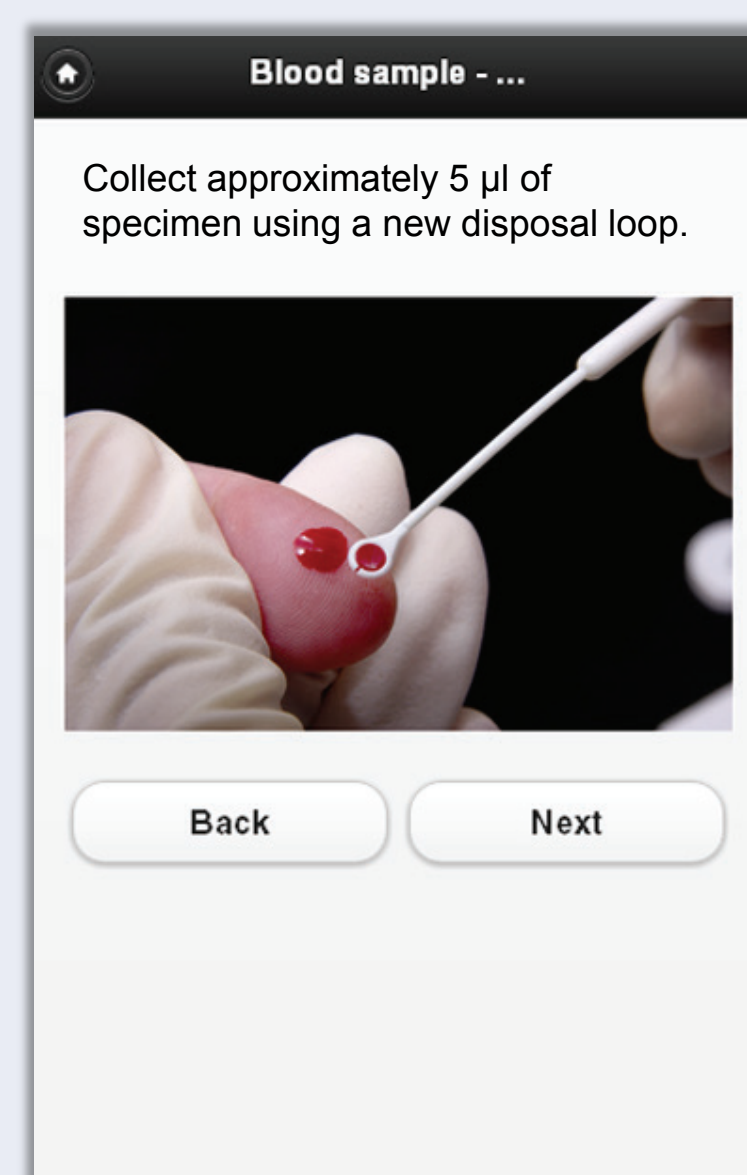 Blood sample - ...
Collect approximately 5 µl of
specimen using a new disposal loop.
Back
Next